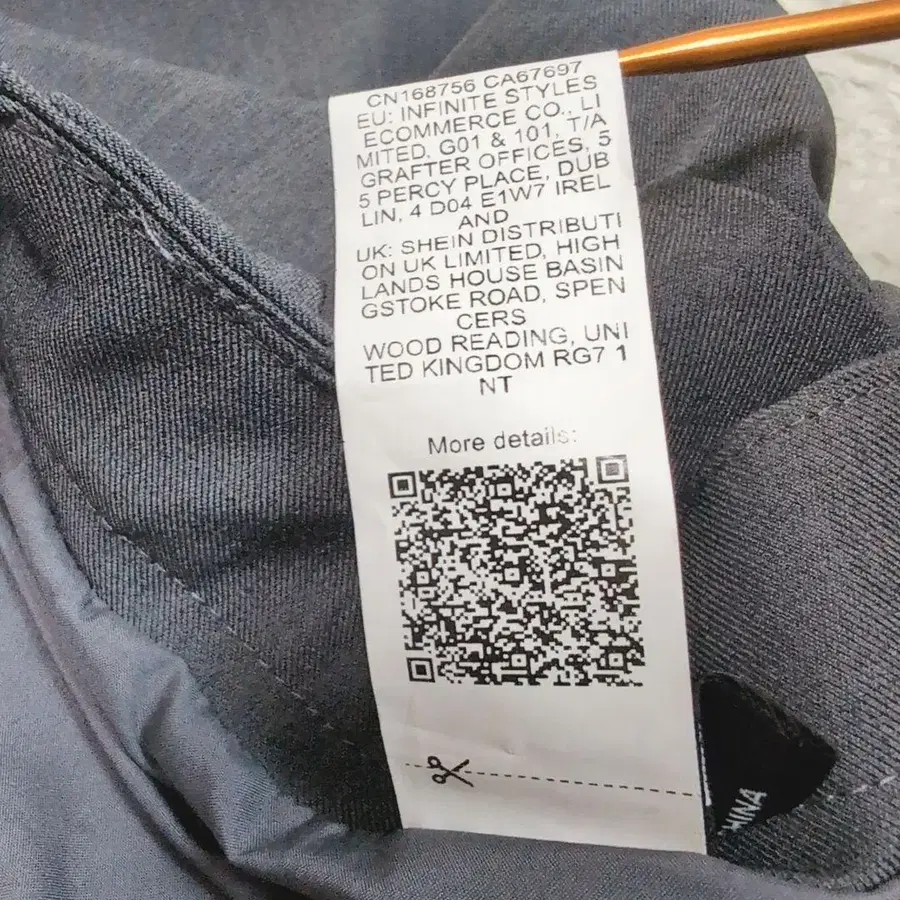 CN168756 CA67697
EU: INFINITE STYLES
ECOMMERCE CO., LI
MITED, G01 & 101, T/A
GRAFTER OFFICES, 5
5 PERCY PLACE, DUB
LIN, 4 D04 E1W7 IREL
AND
UK: SHEIN DISTRIBUTI
ON UK LIMITED, HIGH
LANDS HOUSE BASIN
GSTOKE ROAD, SPEN
CERS
WOOD READING, UNI
TED KINGDOM RG7 1
NT
More details:
HINA